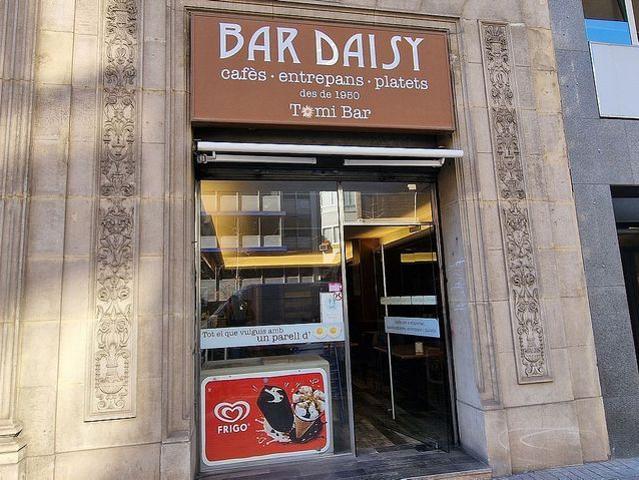 BAR DAISY
cafès · entrepans · platets
des de 1950
Tomi Bar
Tot el que vulguis amb
un parell d'
FRIGO